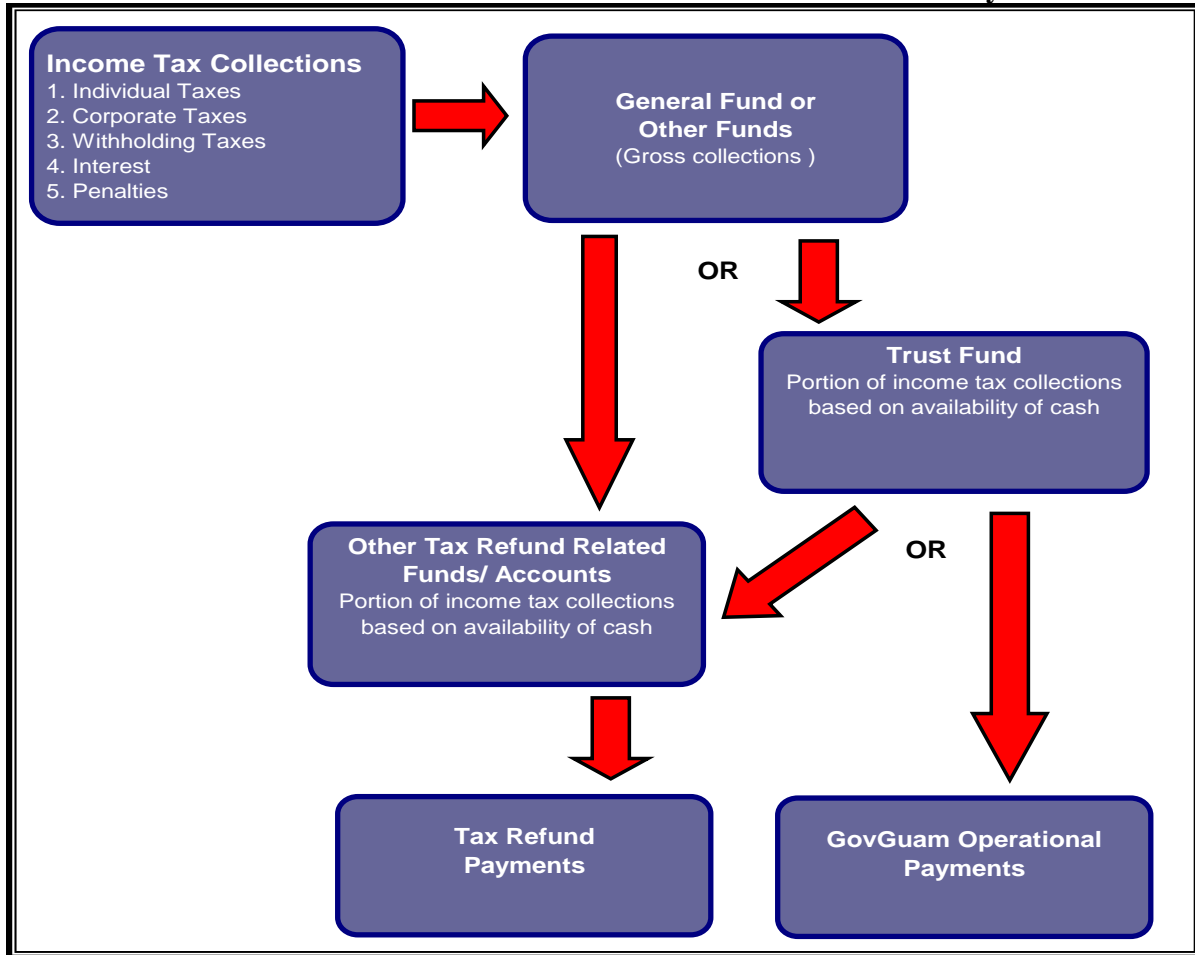 Income Tax Collections
1. Individual Taxes
2. Corporate Taxes
3. Withholding Taxes
4. Interest
5. Penalties
General Fund or
Other Funds
(Gross collections )
OR
Trust Fund
Portion of income tax collections
based on availability of cash
Other Tax Refund Related
Funds/ Accounts
Portion of income tax collections
based on availability of cash
OR
Tax Refund
Payments
GovGuam Operational
Payments